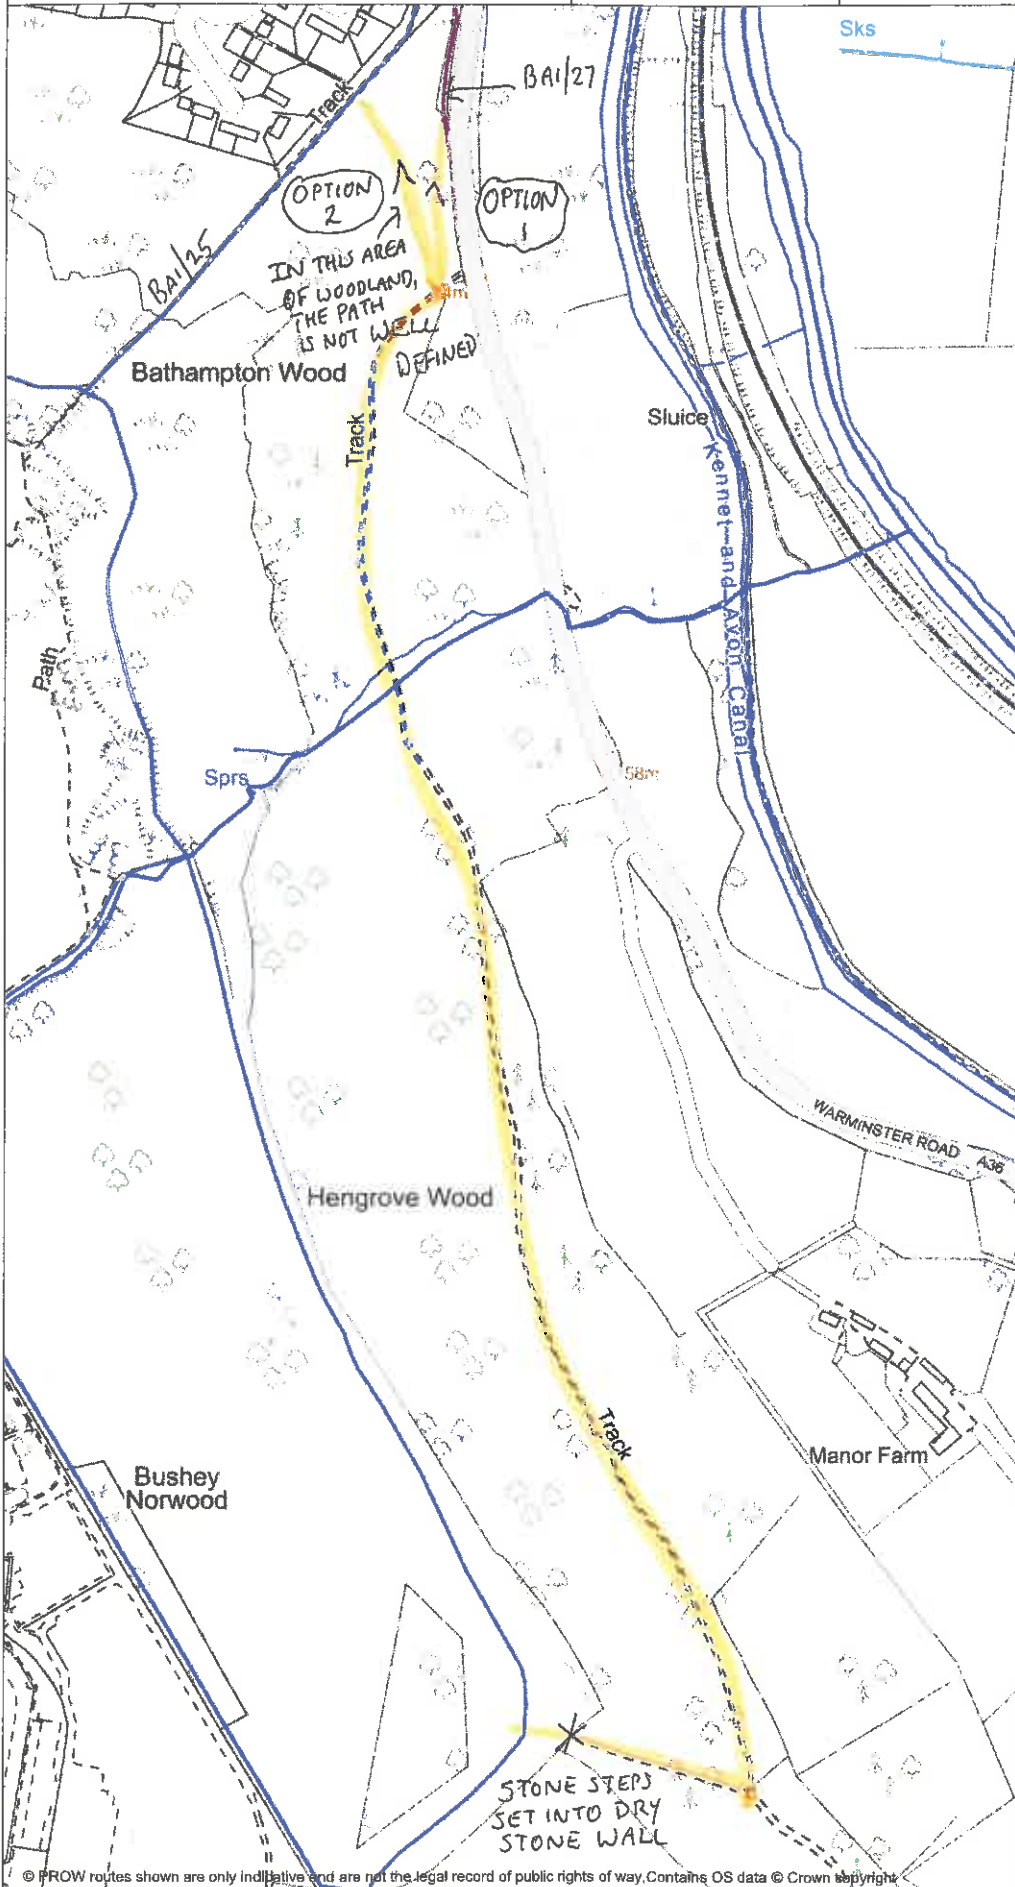 Sks
BA1/27
Track
OPTION
2
OPTION
1
BA1/25
IN THIS AREA
OF WOODLAND,
THE PATH
IS NOT WELL
DEFINED
Bathampton Wood
Track
Sluice
Kennet and Avon Canal
Path
Sprs
58m
WARMINSTER ROAD A36
Hengrove Wood
Track
Manor Farm
Bushey
Norwood
STONE STEPS
SET INTO DRY
STONE WALL
© PROW routes shown are only indicative and are not the legal record of public rights of way, Contains OS data © Crown copyright